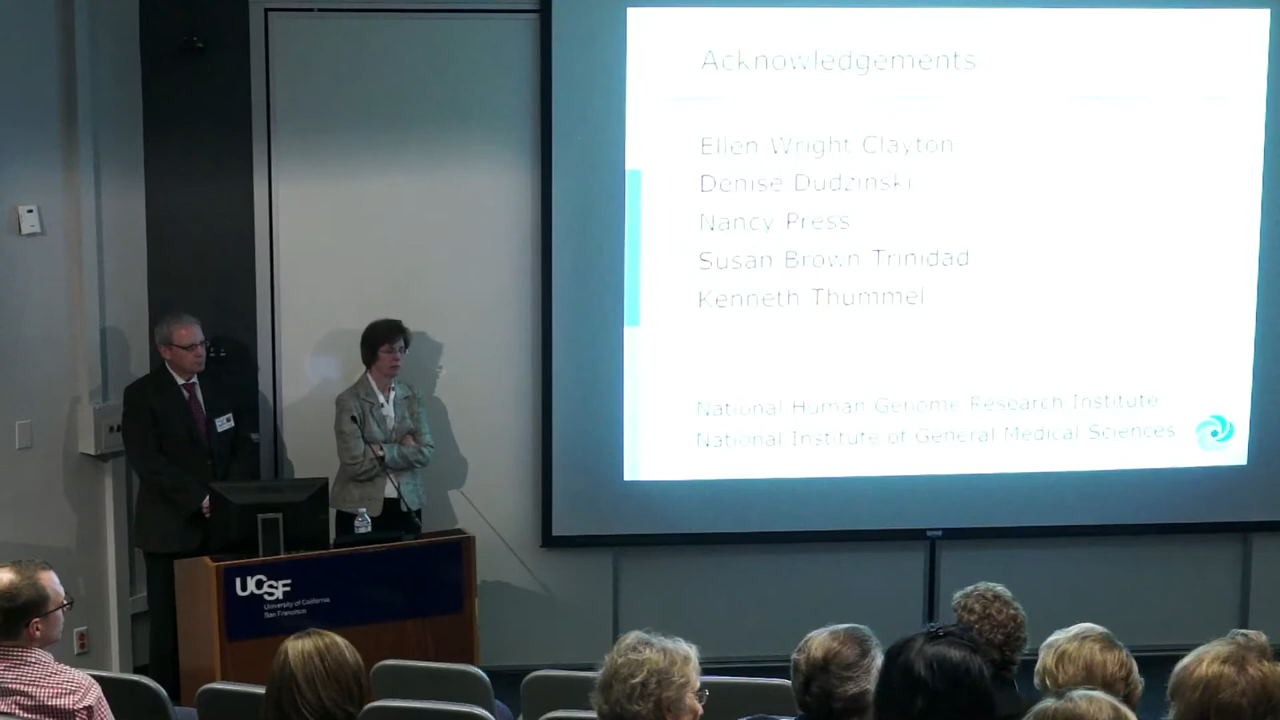 Acknowledgements
Ellen Wright Clayton
Denise Dudzinski
Nancy Press
Susan Brown Trinidad
Kenneth Thummel
National Human Genome Research Institute
National Institute of General Medical Sciences
UCSF
University of California
San Francisco